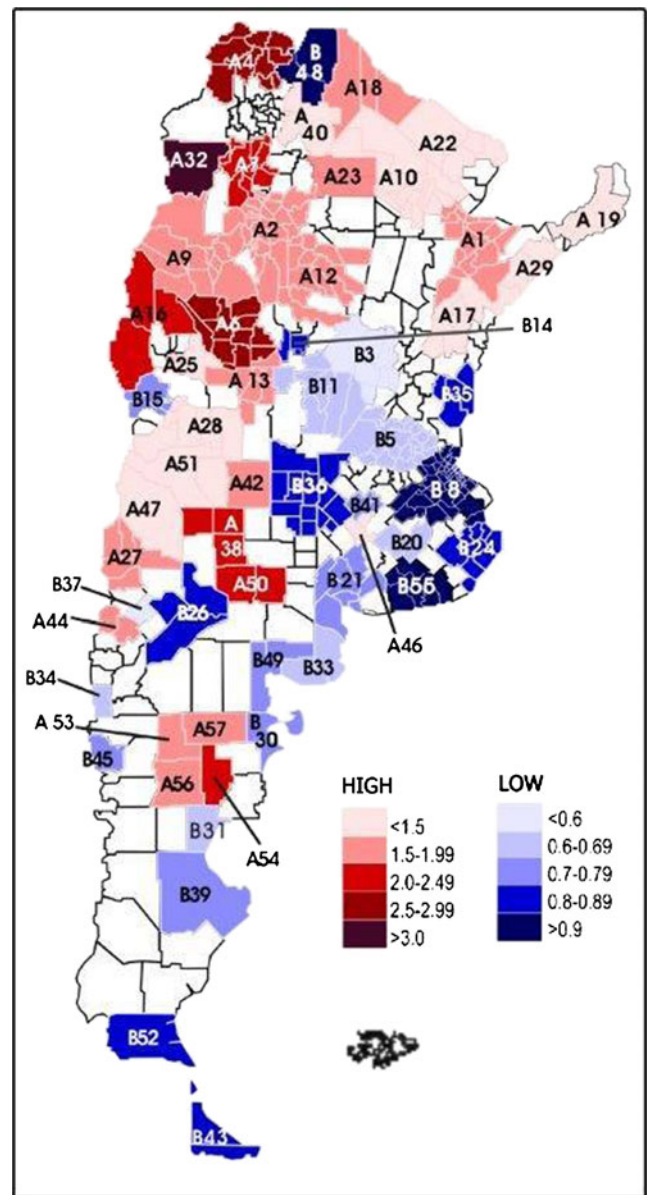 A4
B
48
A18
A
40
A22
A32
A7
A23
A10
A 19
A2
A1
A9
A12
A29
A16
A6
A17
B14
B3
A25
A 13
B11
B15
B35
A28
B5
A51
A42
B36
B 8
B41
A47
A
38
B20
B24
A27
A50
B21
B55
B37
B26
A44
A46
B49
B33
B34
A 53
A57
B
30
B45
A56
B31
A54
B39
B52
B43
HIGH
<1.5
1.5-1.99
2.0-2.49
2.5-2.99
>3.0
LOW
<0.6
0.6-0.69
0.7-0.79
0.8-0.89
>0.9